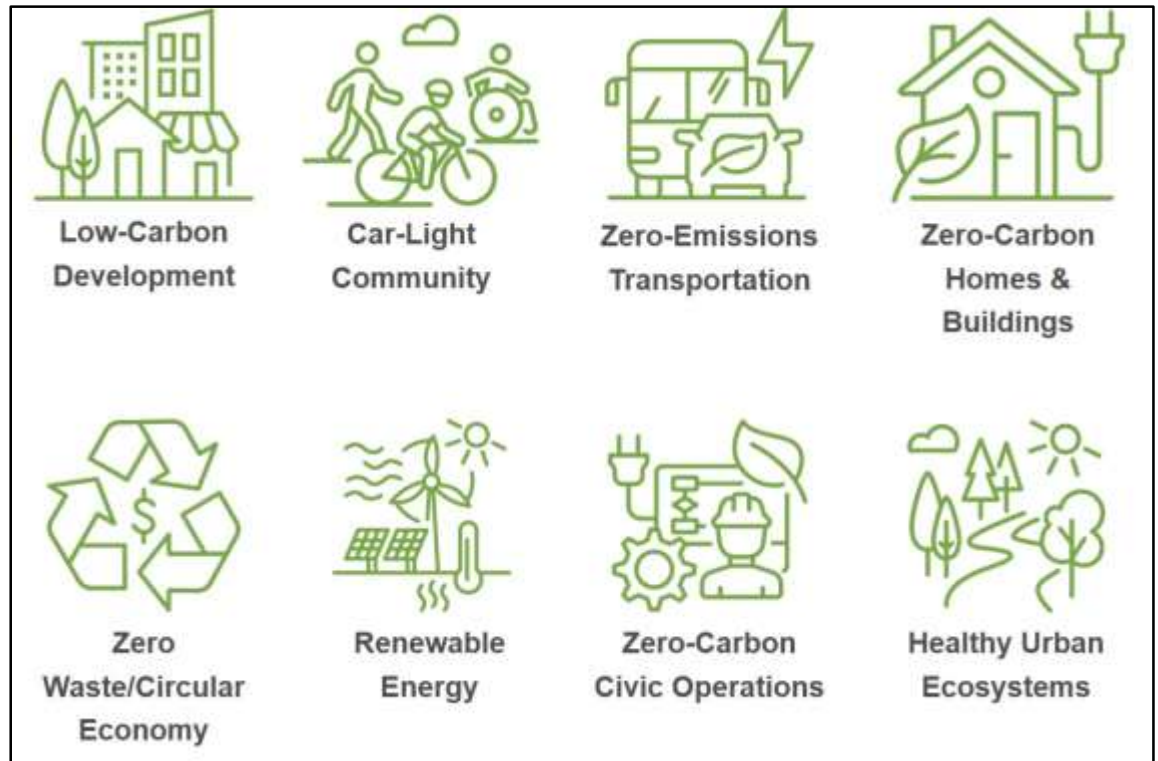 Low-Carbon
Development
Car-Light
Community
Zero-Emissions
Transportation
Zero-Carbon
Homes &
Buildings
Zero
Waste/Circular
Economy
$
Renewable
Energy
Zero-Carbon
Civic Operations
Healthy Urban
Ecosystems